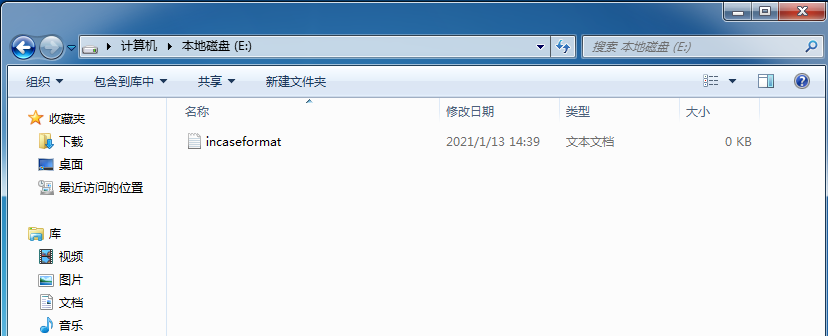 计算机 本地磁盘 (E:) 搜索 本地磁盘 (E:)
组织 包含到库中 共享 新建文件夹
名称 修改日期 类型 大小
收藏夹
incaseformat 2021/1/13 14:39 文本文档 0 KB
下载
桌面
最近访问的位置
库
视频
图片
文档
音乐